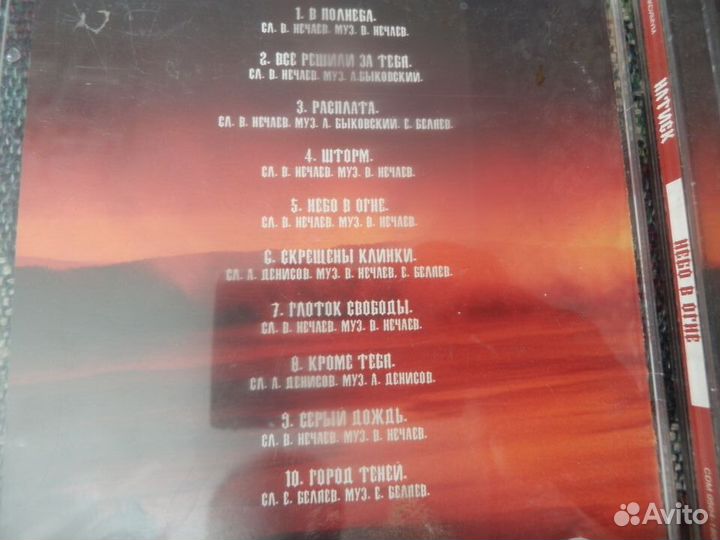 1. В ПОЛНЕБА.
СЛ. В. НЕЧАЕВ. МУЗ. В. НЕЧАЕВ.
2. ВСЕ РЕШИЛИ ЗА ТЕБЯ.
СЛ. В. НЕЧАЕВ. МУЗ. А.БЫКОВСКИЙ.
3. РАСПЛАТА.
СЛ. В. НЕЧАЕВ. МУЗ. А. БЫКОВСКИЙ. Е. БЕЛЯЕВ.
4. ШТОРМ.
СЛ. В. НЕЧАЕВ. МУЗ. В. НЕЧАЕВ.
5. НЕБО В ОГНЕ.
СЛ. В. НЕЧАЕВ. МУЗ. В. НЕЧАЕВ.
6. СКРЕЩЕНЫ КЛИНКИ.
СЛ. А. ДЕНИСОВ. МУЗ. В. НЕЧАЕВ. Е. БЕЛЯЕВ.
7. ГЛОТОК СВОБОДЫ.
СЛ. В. НЕЧАЕВ. МУЗ. В. НЕЧАЕВ.
8. КРОМЕ ТЕБЯ.
СЛ. А. ДЕНИСОВ. МУЗ. А. ДЕНИСОВ.
9. СЕРЫЙ ДОЖДЬ.
СЛ. В. НЕЧАЕВ. МУЗ. В. НЕЧАЕВ.
10. ГОРОД ТЕНЕЙ.
СЛ. Е. БЕЛЯЕВ. МУЗ. Е. БЕЛЯЕВ.
НЕБО В ОГНЕ
CDM
Avito